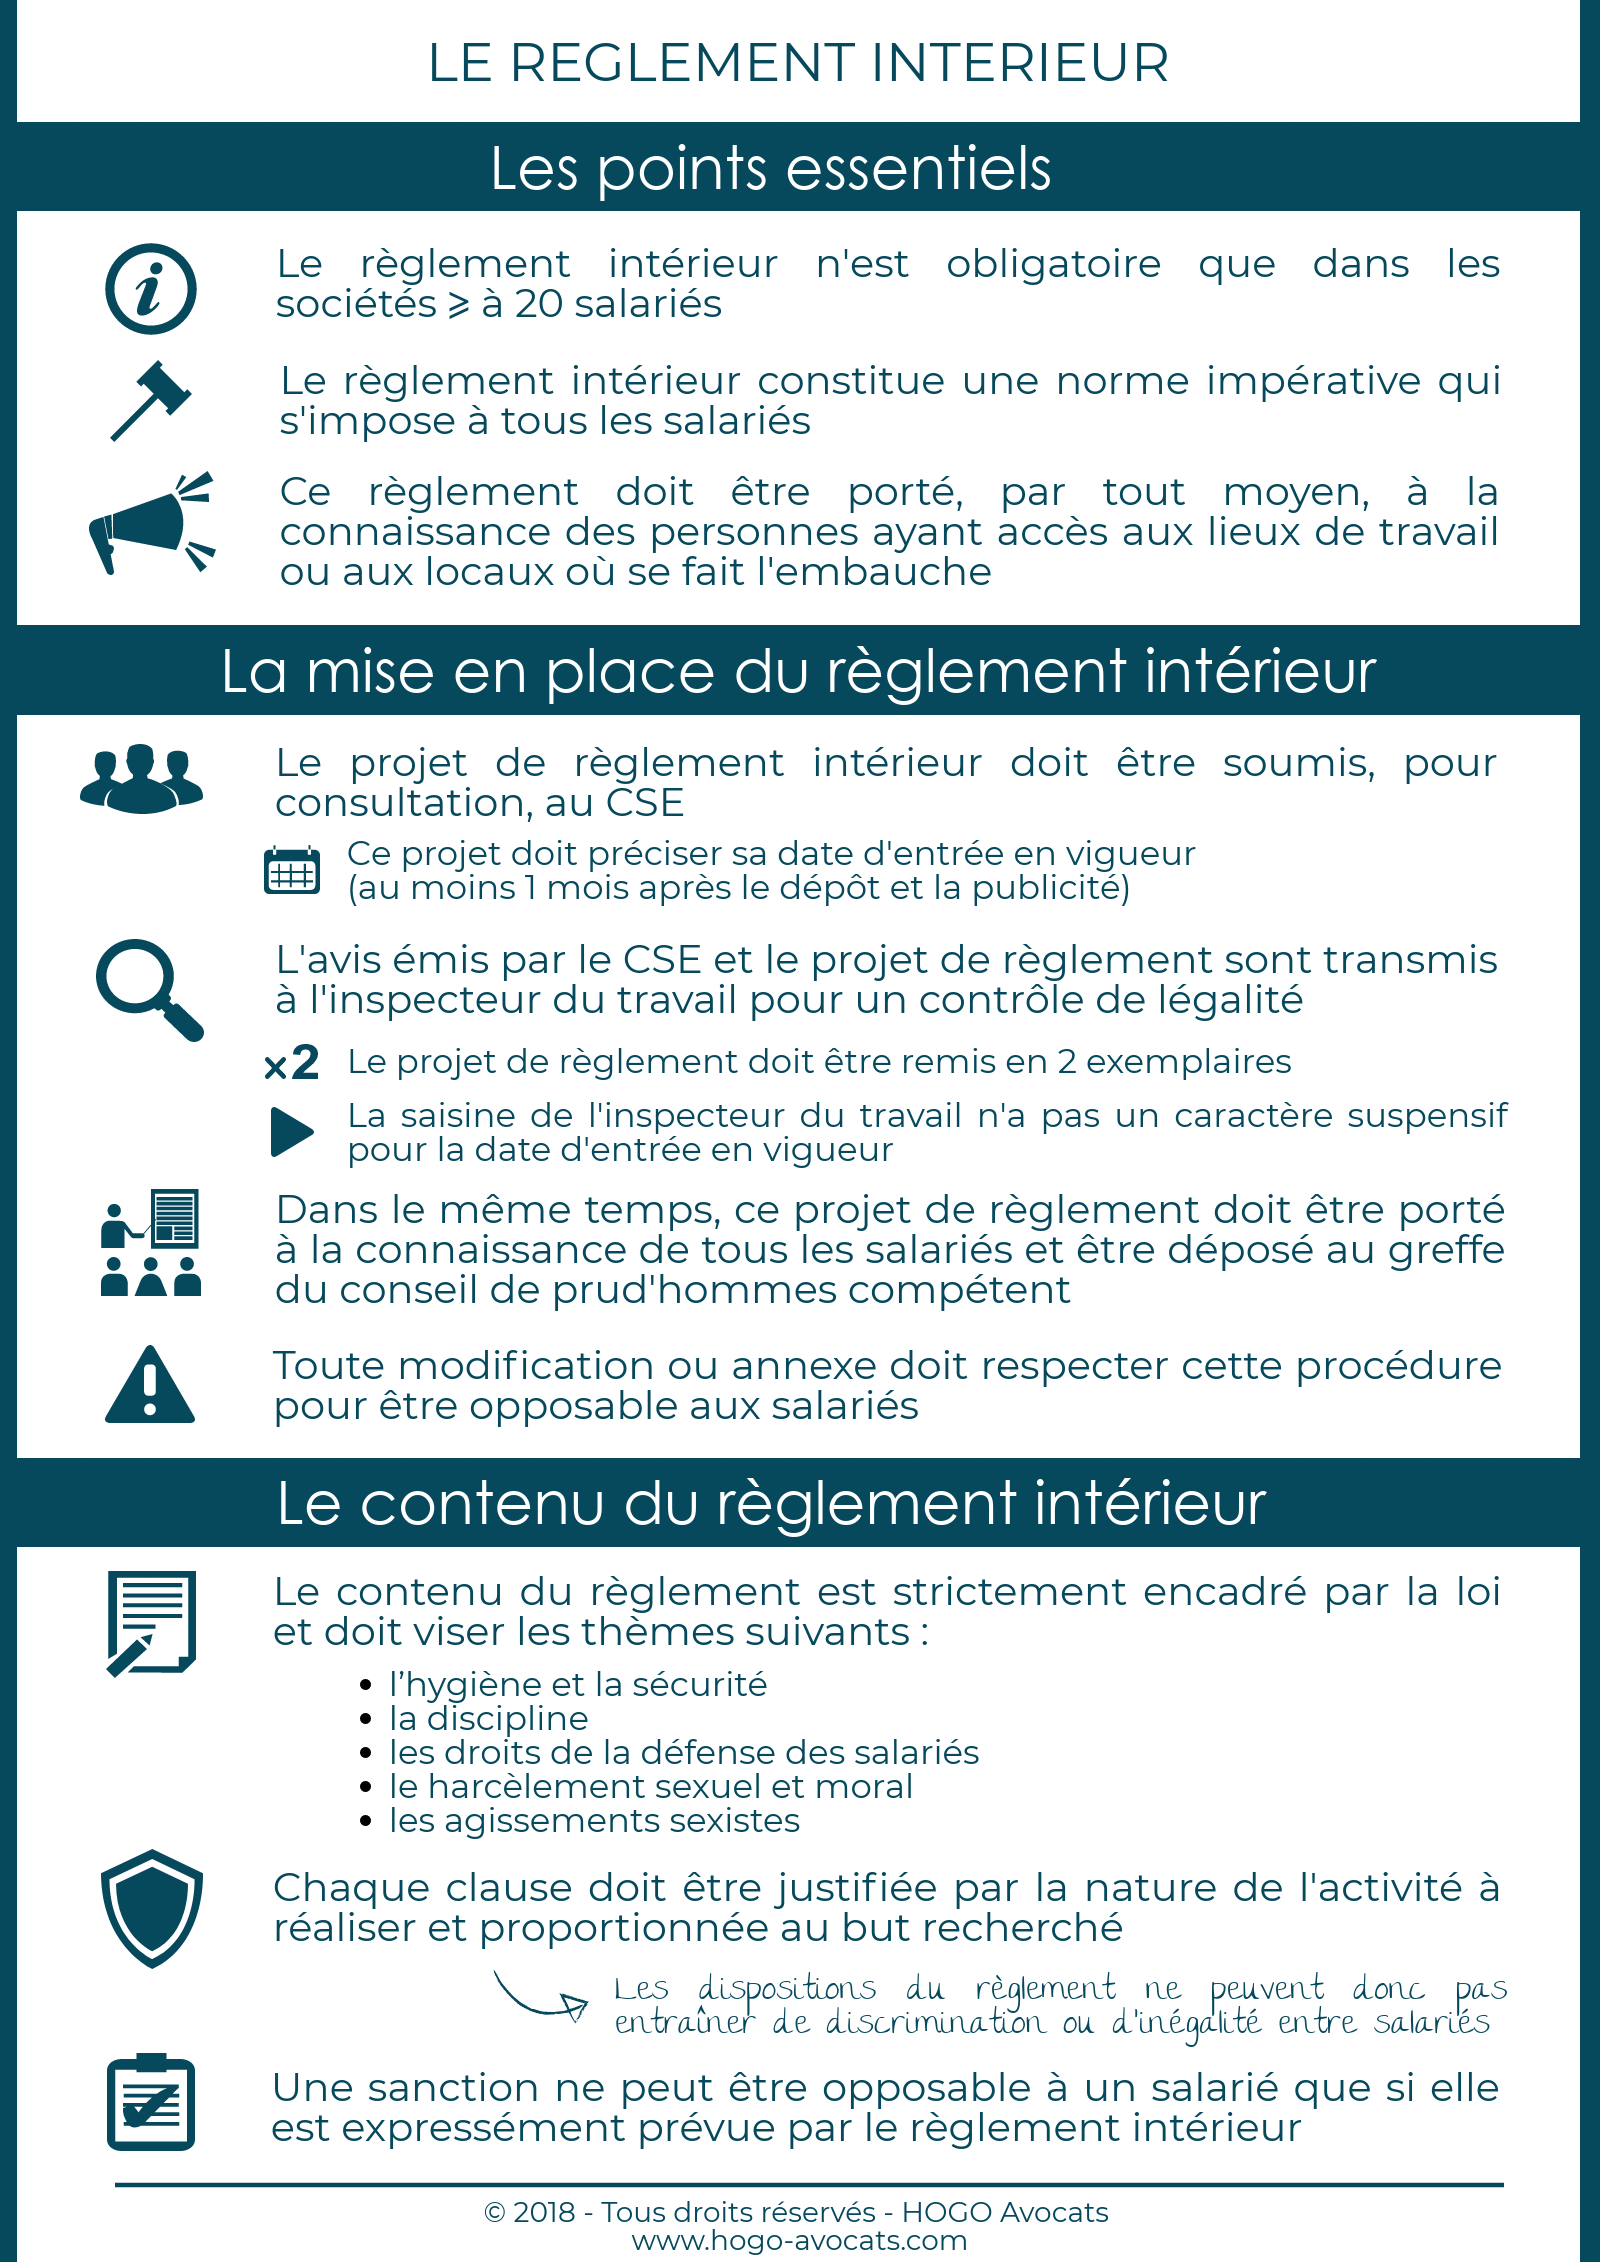 LE REGLEMENT INTERIEUR
Les points essentiels
Le règlement intérieur n'est obligatoire que dans les
sociétés ⩾ à 20 salariés
Le règlement intérieur constitue une norme impérative qui
s'impose à tous les salariés
Ce règlement doit être porté, par tout moyen, à la
connaissance des personnes ayant accès aux lieux de travail
ou aux locaux où se fait l'embauche
La mise en place du règlement intérieur
Le projet de règlement intérieur doit être soumis, pour
consultation, au CSE
Ce projet doit préciser sa date d'entrée en vigueur
(au moins 1 mois après le dépôt et la publicité)
L'avis émis par le CSE et le projet de règlement sont transmis
à l'inspecteur du travail pour un contrôle de légalité
×2 Le projet de règlement doit être remis en 2 exemplaires
La saisine de l'inspecteur du travail n'a pas un caractère suspensif
pour la date d'entrée en vigueur
Dans le même temps, ce projet de règlement doit être porté
à la connaissance de tous les salariés et être déposé au greffe
du conseil de prud'hommes compétent
Toute modification ou annexe doit respecter cette procédure
pour être opposable aux salariés
Le contenu du règlement intérieur
Le contenu du règlement est strictement encadré par la loi
et doit viser les thèmes suivants :
• l’hygiène et la sécurité
• la discipline
• les droits de la défense des salariés
• le harcèlement sexuel et moral
• les agissements sexistes
Chaque clause doit être justifiée par la nature de l'activité à
réaliser et proportionnée au but recherché
Les dispositions du règlement ne peuvent donc pas
entraîner de discrimination ou d'inégalité entre salariés
Une sanction ne peut être opposable à un salarié que si elle
est expressément prévue par le règlement intérieur
© 2018 - Tous droits réservés - HOGO Avocats
www.hogo-avocats.com